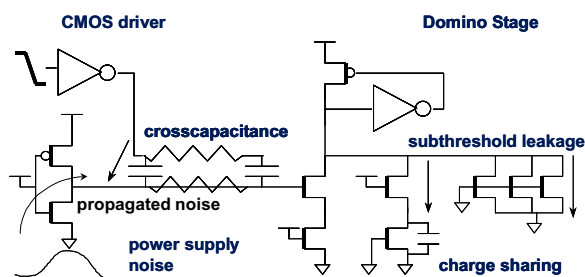 CMOS driver
Domino Stage
crosscapacitance
subthreshold leakage
propagated noise
power supply
noise
charge sharing